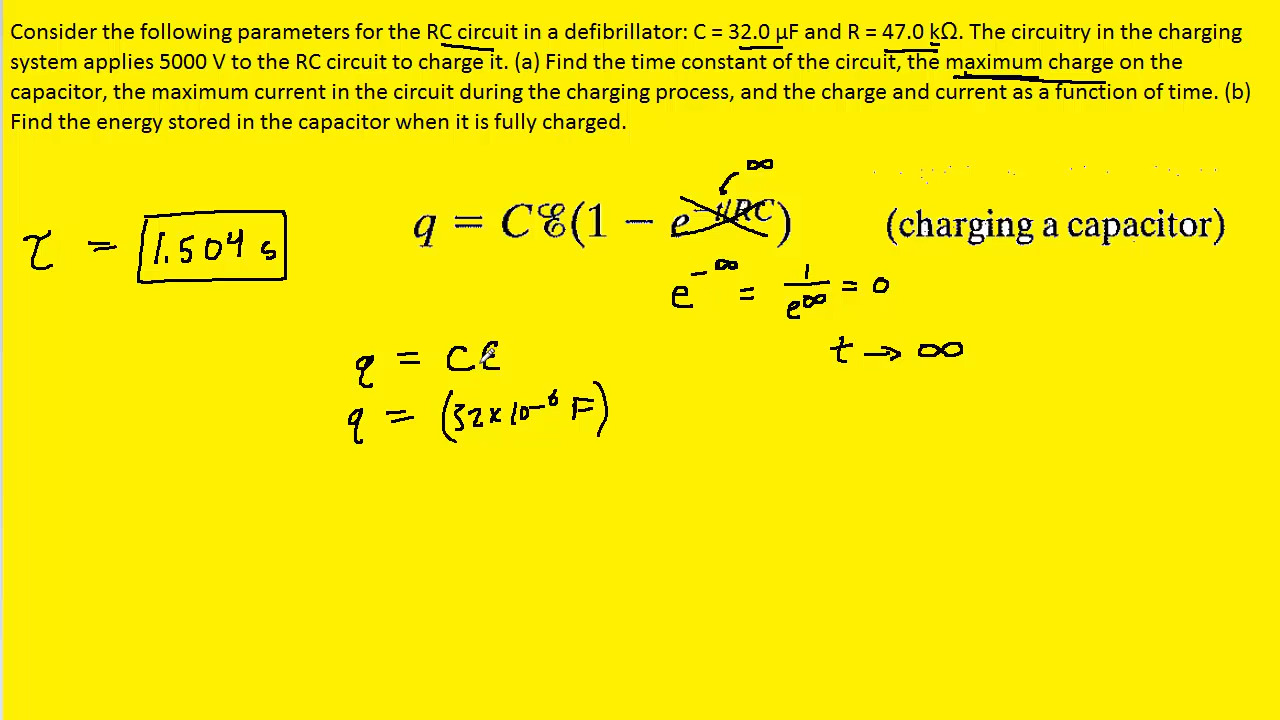 Consider the following parameters for the RC circuit in a defibrillator: C = 32.0 µF and R = 47.0 kΩ. The circuitry in the charging
system applies 5000 V to the RC circuit to charge it. (a) Find the time constant of the circuit, the maximum charge on the
capacitor, the maximum current in the circuit during the charging process, and the charge and current as a function of time. (b)
Find the energy stored in the capacitor when it is fully charged.
∞
q = Cℰ(1 − e^−t/RC) (charging a capacitor)
τ = 1.504 s
e^−∞ = 1/e^∞ = 0
t → ∞
q = Cℰ
q = (32×10^−6 F)